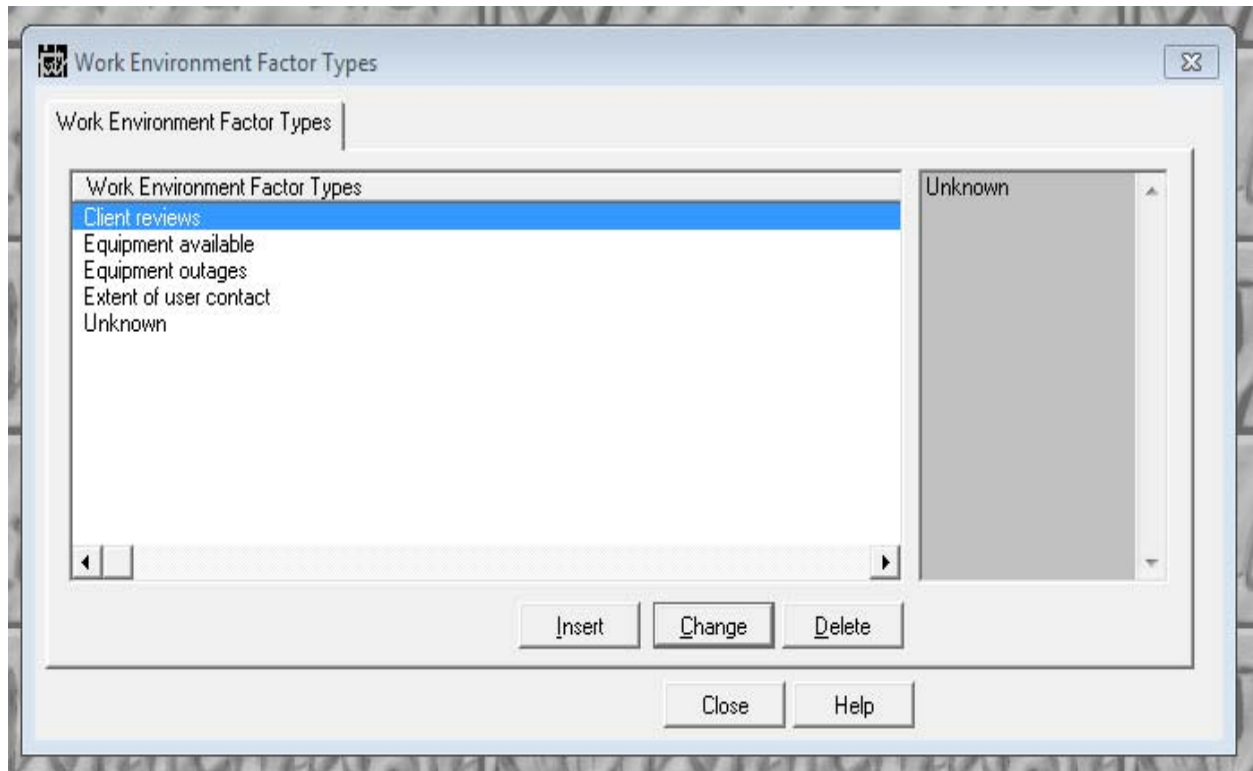 Work Environment Factor Types
Work Environment Factor Types
Work Environment Factor Types
Client reviews
Equipment available
Equipment outages
Extent of user contact
Unknown
Unknown
Insert Change Delete
Close Help